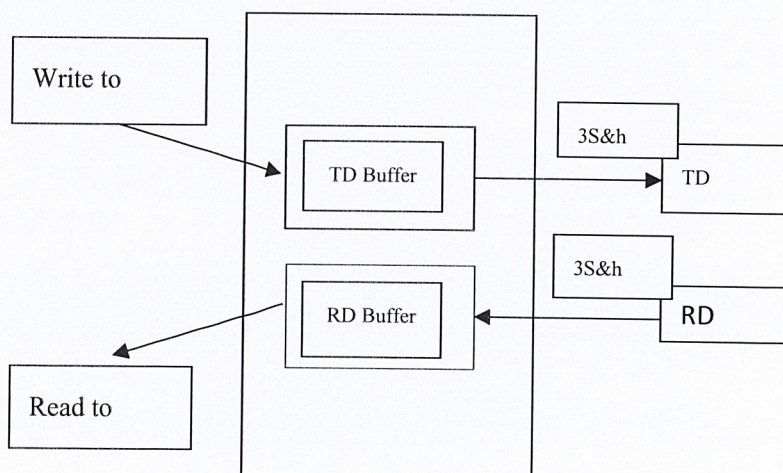 Write to
3S&h
TD Buffer
TD
3S&h
RD Buffer
RD
Read to